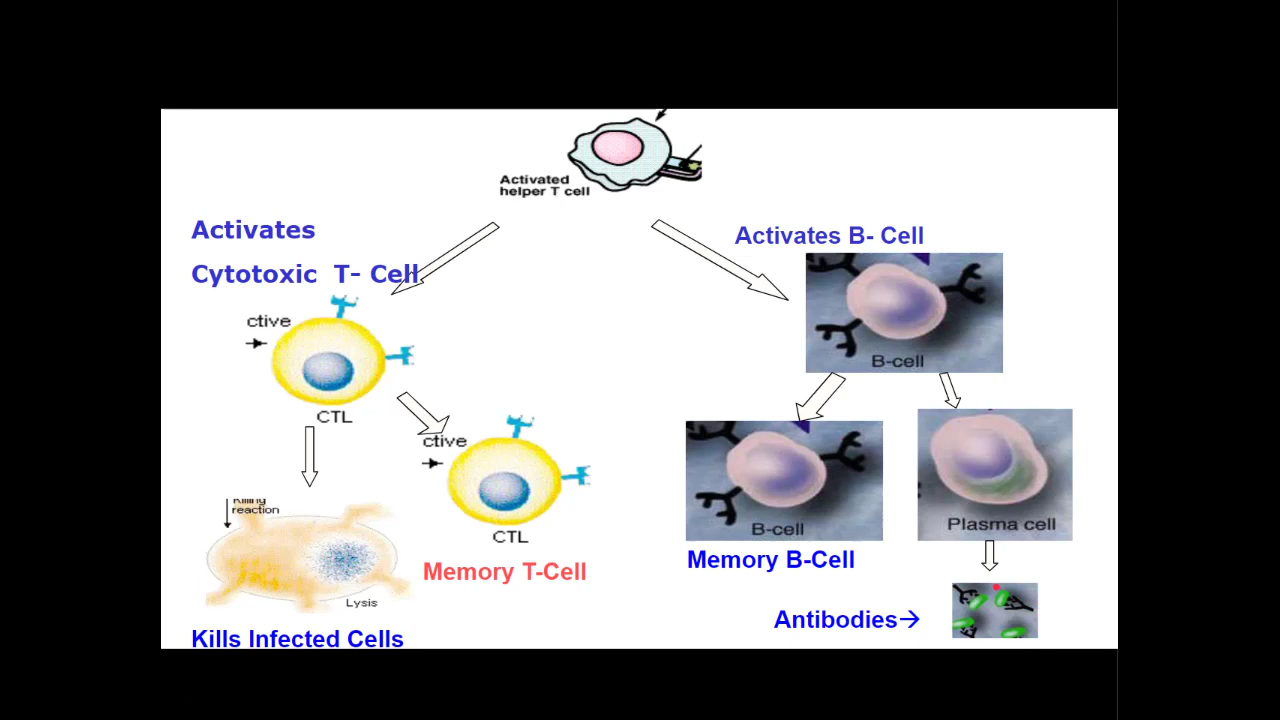 Activated
helper T cell
Activates
Cytotoxic T- Cell
Activates B- Cell
ctive
CTL
B-cell
ctive
CTL
Killing
reaction
Lysis
Kills Infected Cells
Memory T-Cell
B-cell
Memory B-Cell
Plasma cell
Antibodies→